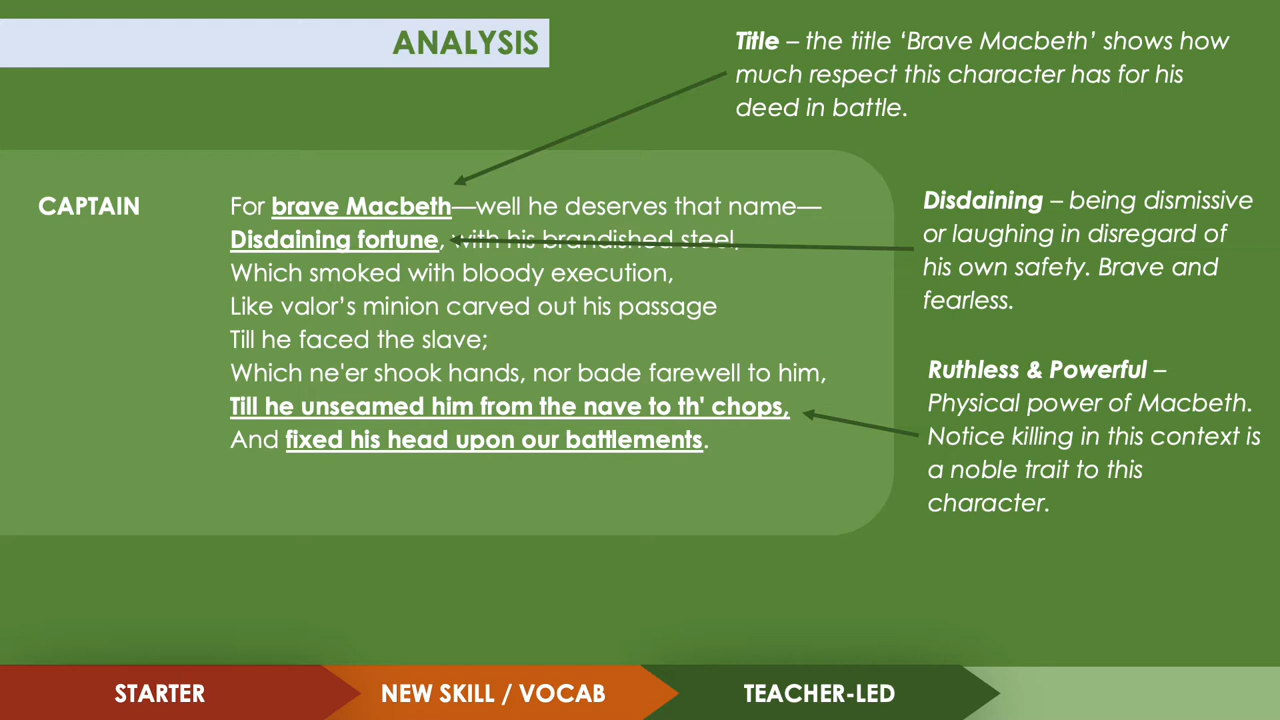 ANALYSIS
Title – the title ‘Brave Macbeth’ shows how
much respect this character has for his
deed in battle.
CAPTAIN
For brave Macbeth—well he deserves that name—
Disdaining fortune, with his brandished steel,
Which smoked with bloody execution,
Like valor’s minion carved out his passage
Till he faced the slave;
Which ne'er shook hands, nor bade farewell to him,
Till he unseamed him from the nave to th' chops,
And fixed his head upon our battlements.
Disdaining – being dismissive
or laughing in disregard of
his own safety. Brave and
fearless.
Ruthless & Powerful –
Physical power of Macbeth.
Notice killing in this context is
a noble trait to this
character.
STARTER
NEW SKILL / VOCAB
TEACHER-LED